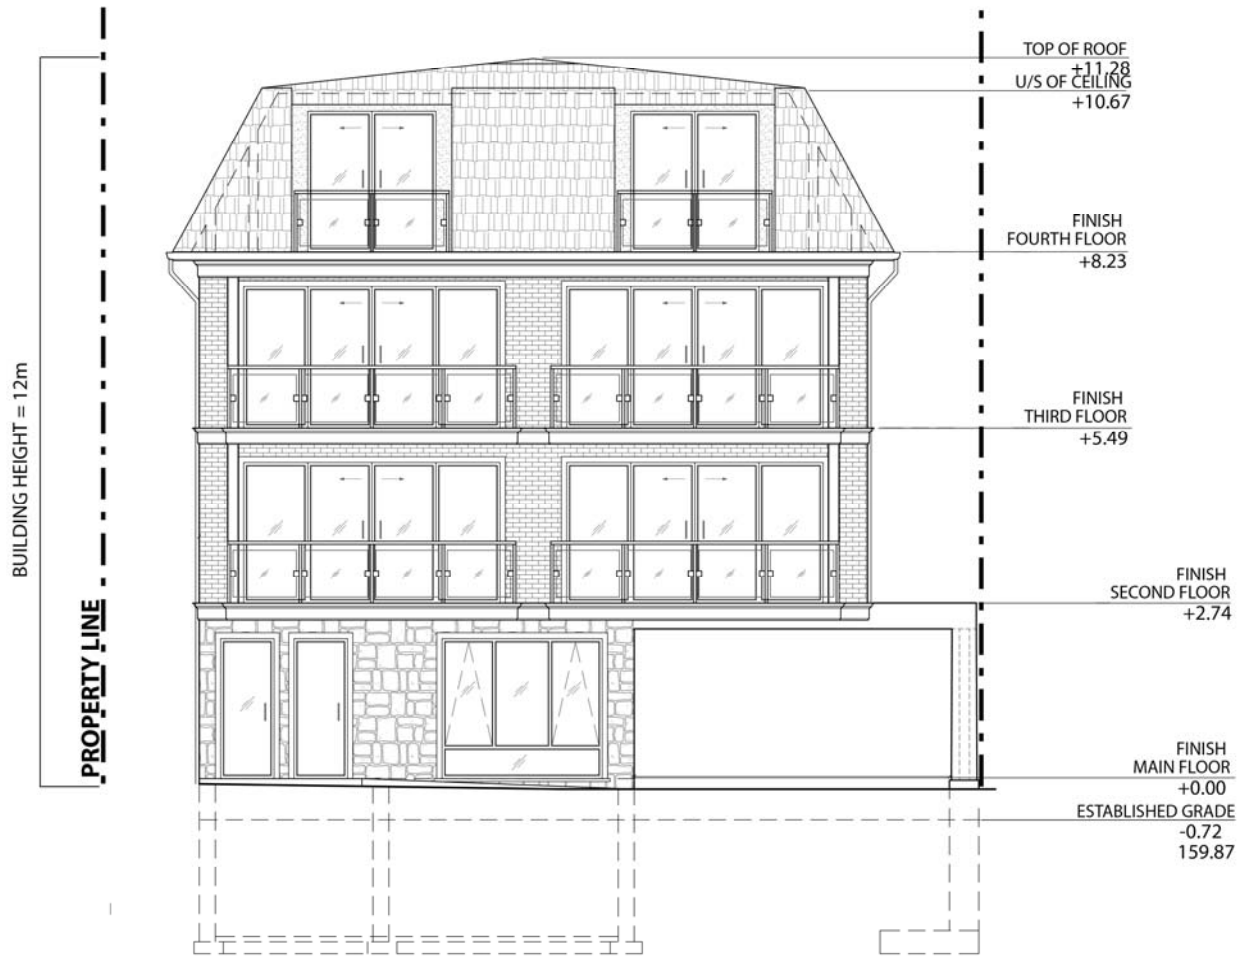 TOP OF ROOF
+11.28
U/S OF CEILING
+10.67
FINISH
FOURTH FLOOR
+8.23
FINISH
THIRD FLOOR
+5.49
FINISH
SECOND FLOOR
+2.74
FINISH
MAIN FLOOR
+0.00
ESTABLISHED GRADE
-0.72
159.87
BUILDING HEIGHT = 12m
PROPERTY LINE